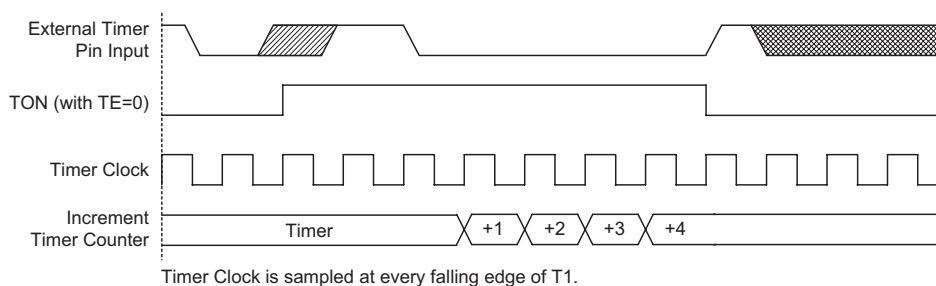 External Timer
Pin Input
TON (with TE=0)
Timer Clock
Increment
Timer Counter
Timer
+1
+2
+3
+4
Timer Clock is sampled at every falling edge of T1.